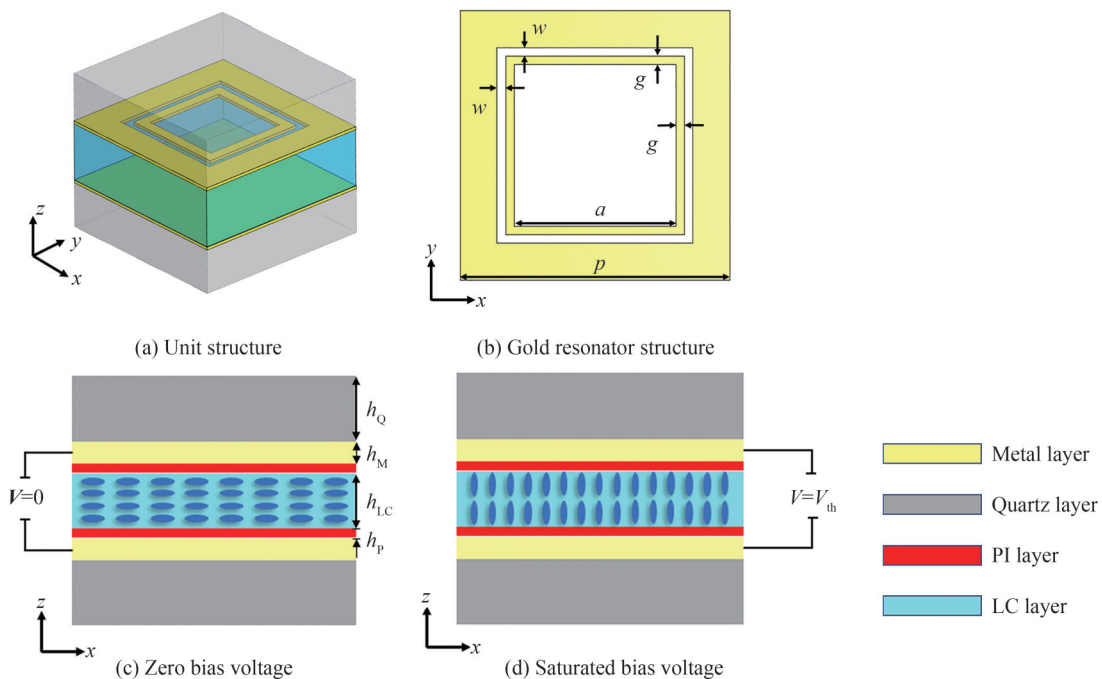 z
y
x
(a) Unit structure
w
w
g
g
a
p
y
x
(b) Gold resonator structure
V=0
hQ
hM
hLC
hP
z
x
(c) Zero bias voltage
V=Vth
z
x
(d) Saturated bias voltage
Metal layer
Quartz layer
PI layer
LC layer